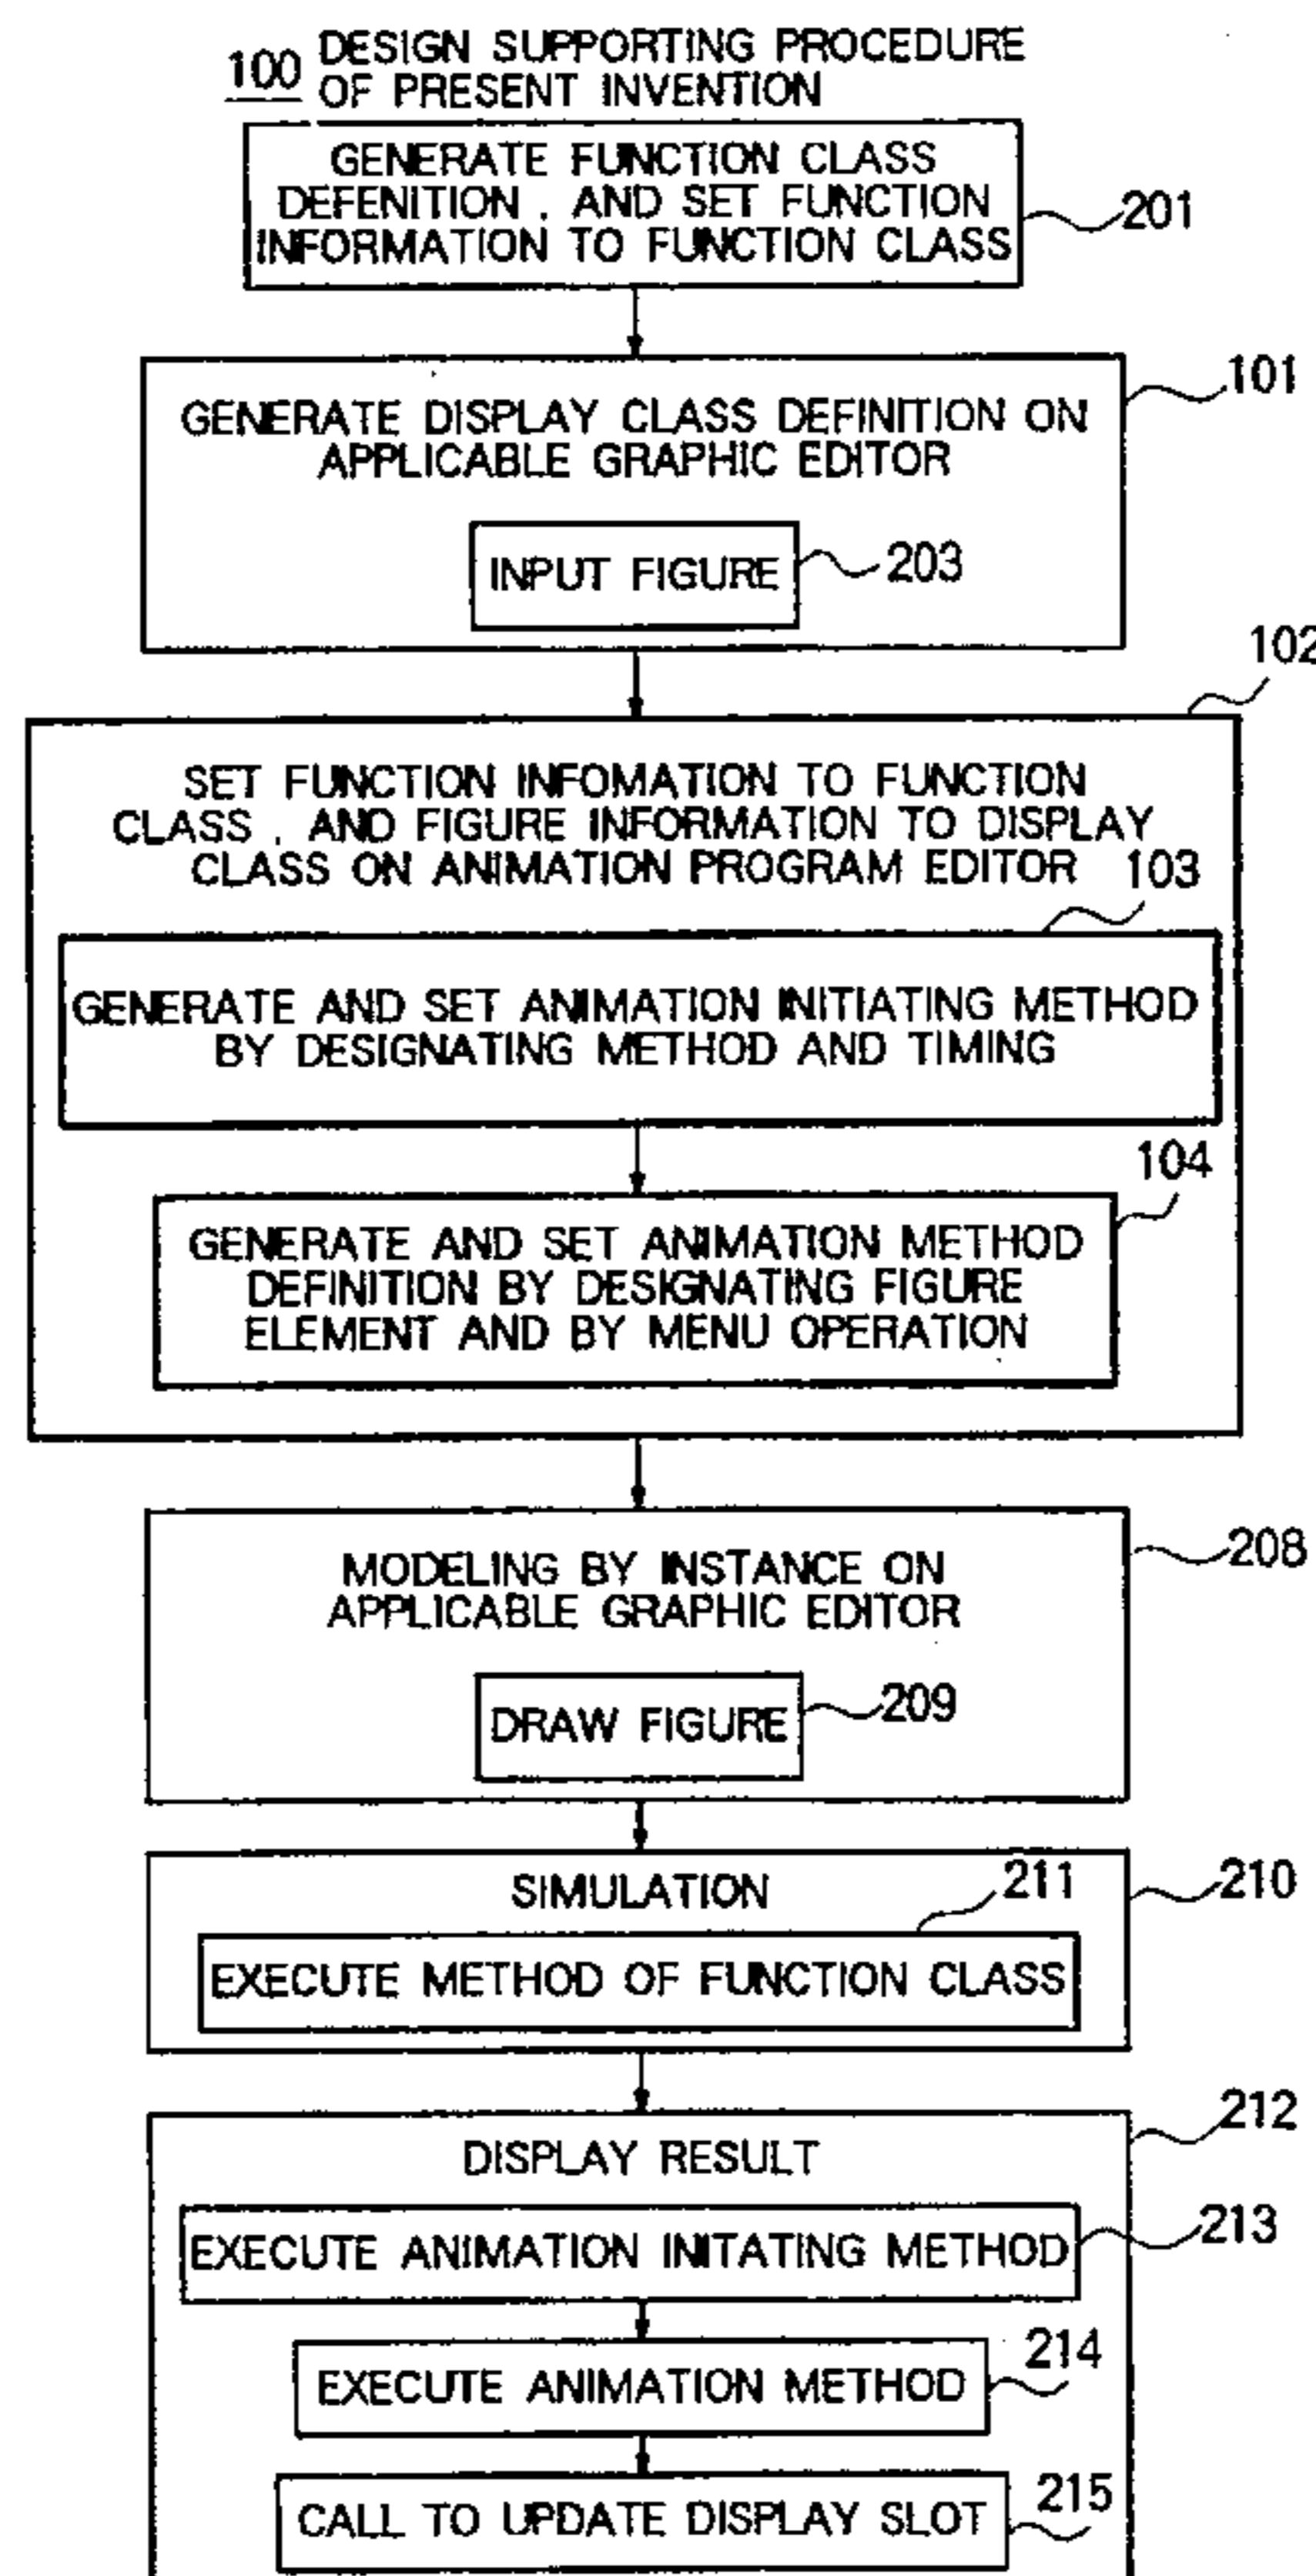 100 DESIGN SUPPORTING PROCEDURE
OF PRESENT INVENTION
GENERATE FUNCTION CLASS
DEFENITION , AND SET FUNCTION
INFORMATION TO FUNCTION CLASS
201
101
GENERATE DISPLAY CLASS DEFINITION ON
APPLICABLE GRAPHIC EDITOR
INPUT FIGURE
203
102
SET FUNCTION INFOMATION TO FUNCTION
CLASS , AND FIGURE INFORMATION TO DISPLAY
CLASS ON ANIMATION PROGRAM EDITOR
103
GENERATE AND SET ANIMATION INITIATING METHOD
BY DESIGNATING METHOD AND TIMING
104
GENERATE AND SET ANIMATION METHOD
DEFINITION BY DESIGNATING FIGURE
ELEMENT AND BY MENU OPERATION
208
MODELING BY INSTANCE ON
APPLICABLE GRAPHIC EDITOR
DRAW FIGURE
209
SIMULATION
211
210
EXECUTE METHOD OF FUNCTION CLASS
212
DISPLAY RESULT
EXECUTE ANIMATION INITATING METHOD
213
214
EXECUTE ANIMATION METHOD
215
CALL TO UPDATE DISPLAY SLOT